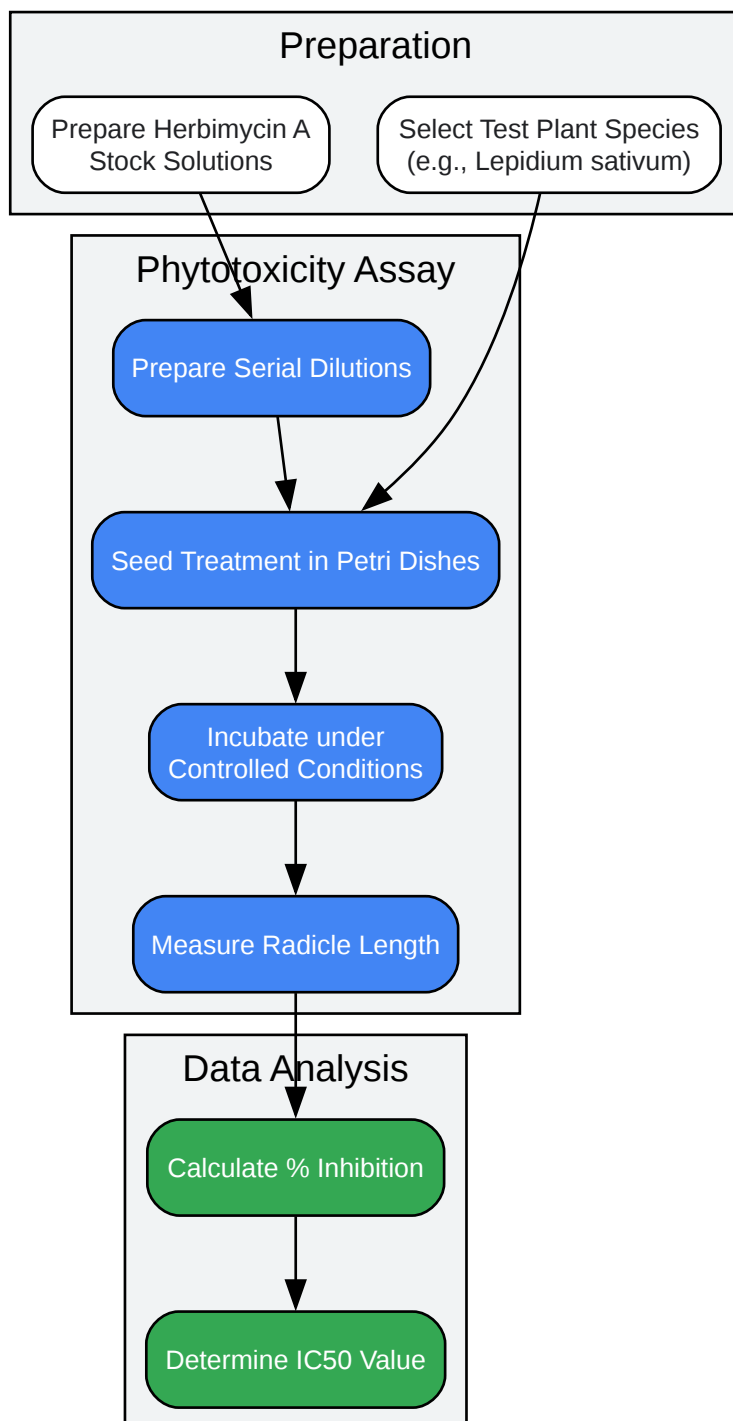 Preparation
Prepare Herbimycin A
Stock Solutions
Select Test Plant Species
(e.g., Lepidium sativum)
Phytotoxicity Assay
Prepare Serial Dilutions
Seed Treatment in Petri Dishes
Incubate under
Controlled Conditions
Measure Radicle Length
Data Analysis
Calculate % Inhibition
Determine IC50 Value